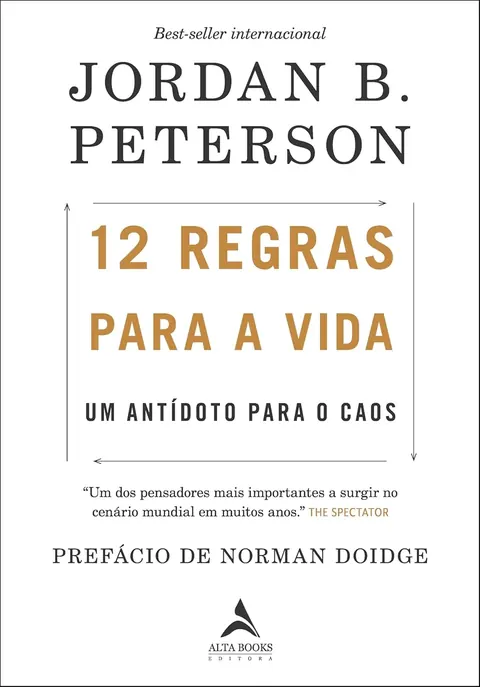 Best-seller internacional
JORDAN B.
PETERSON
12 REGRAS
PARA A VIDA
UM ANTÍDOTO PARA O CAOS
“Um dos pensadores mais importantes a surgir no
cenário mundial em muitos anos.” THE SPECTATOR
PREFÁCIO DE NORMAN DOIDGE
ALTA BOOKS
EDITORA